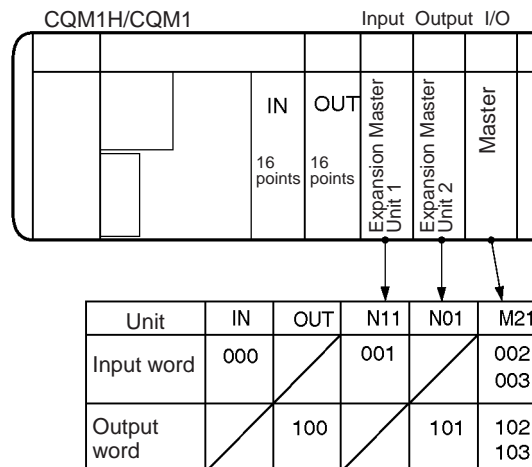 CQM1H/CQM1
Input Output I/O
IN
OUT
16
points
16
points
Expansion Master
Unit 1
Expansion Master
Unit 2
Master
Unit IN OUT N11 N01 M21
Input word 000 001 002
003
Output
word
100 101 102
103